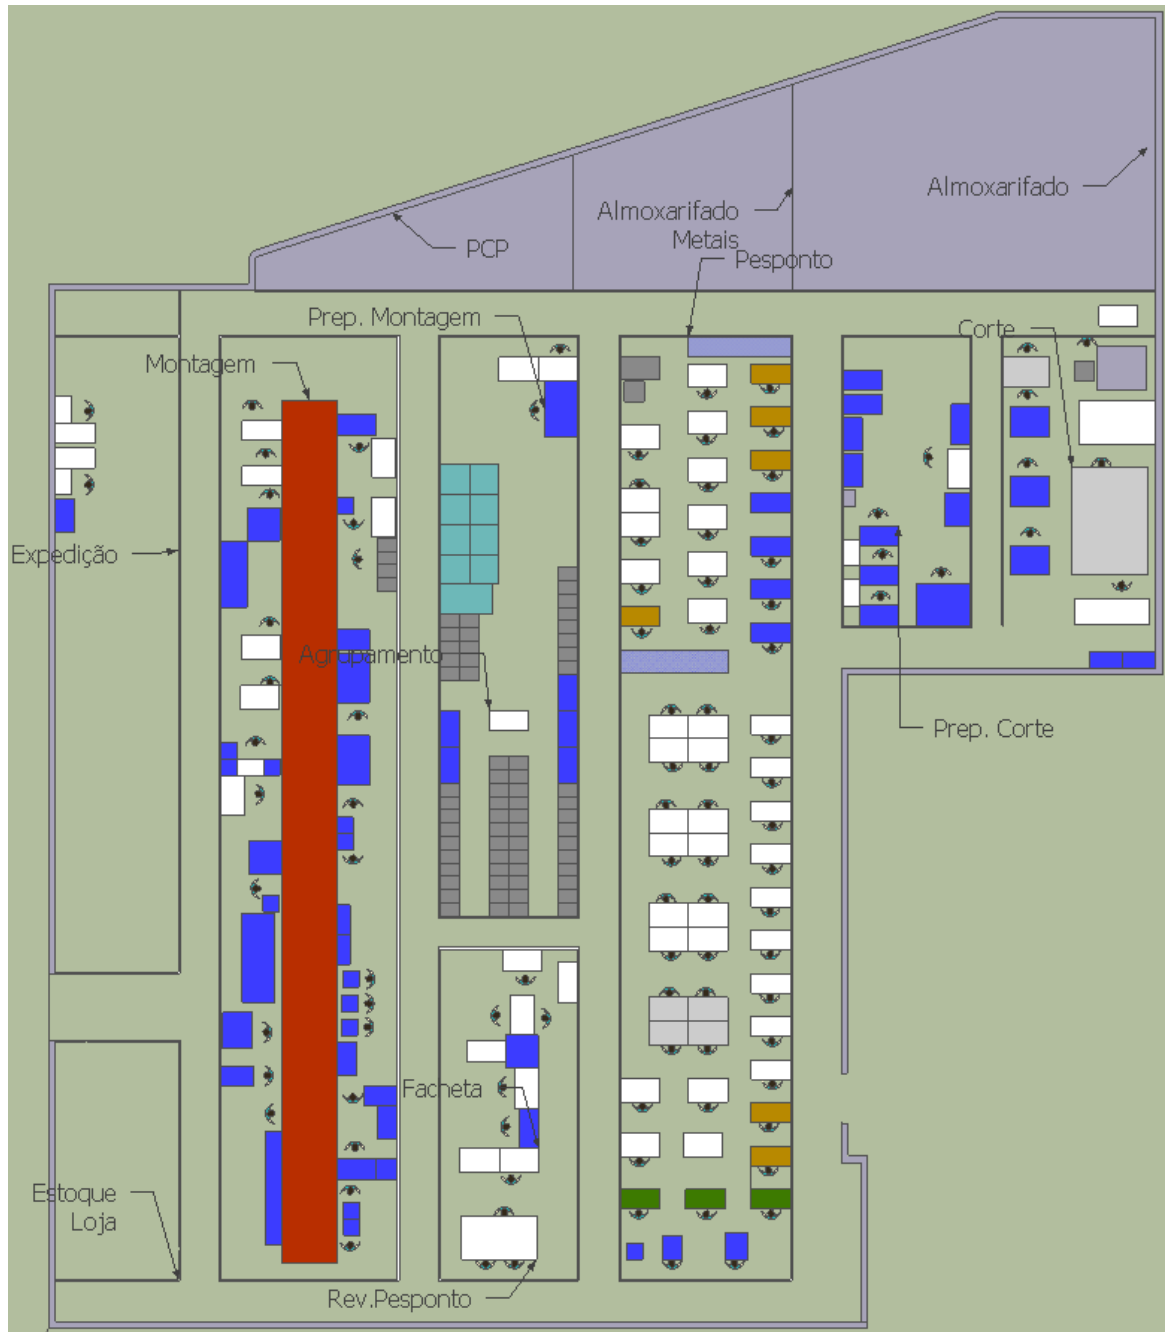 Almoxarifado
Almoxarifado
Metais
PCP
Pesponto
Prep. Montagem
Corte
Montagem
Expedição
Agrupamento
Prep. Corte
Facheta
Estoque
Loja
Rev.Pesponto